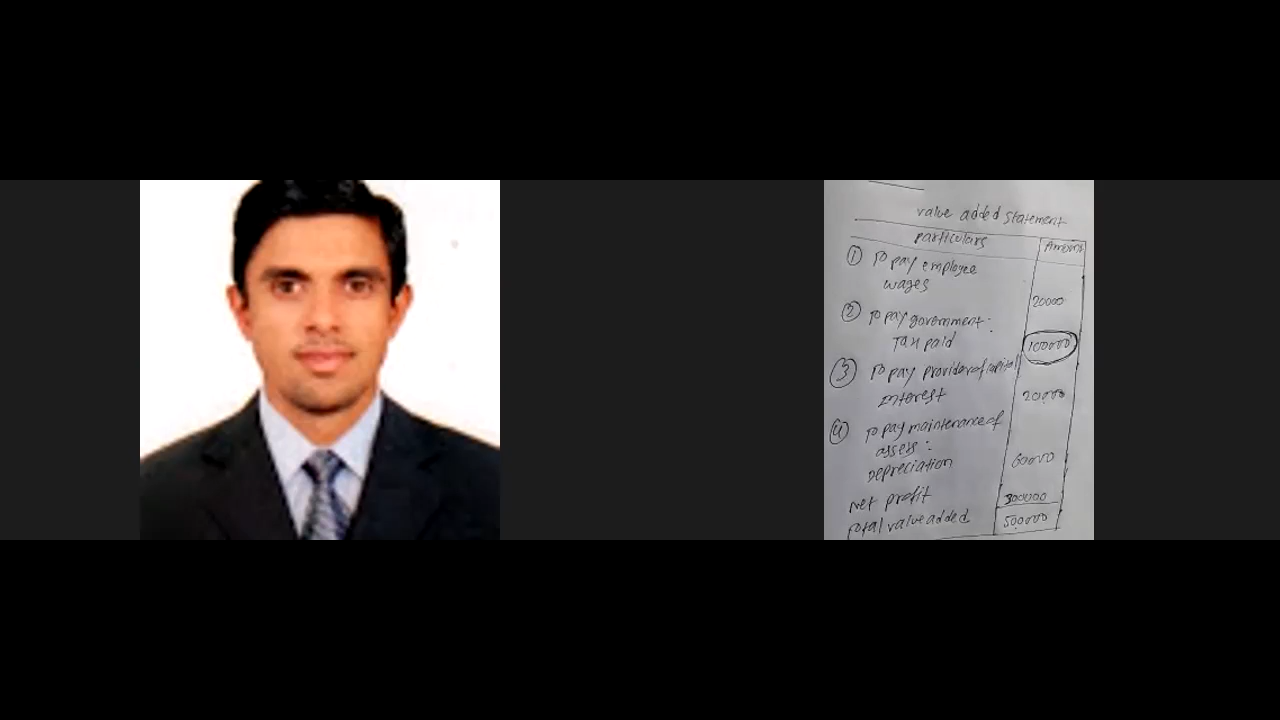 value added statement
particulars Amount
① To pay employee
wages 20000
② To pay government:
Tax paid 100000
③ To pay provider of capital
Interest 20000
④ To pay maintenance of
assess:
Depreciation 60000
net profit 300000
total value added 500000